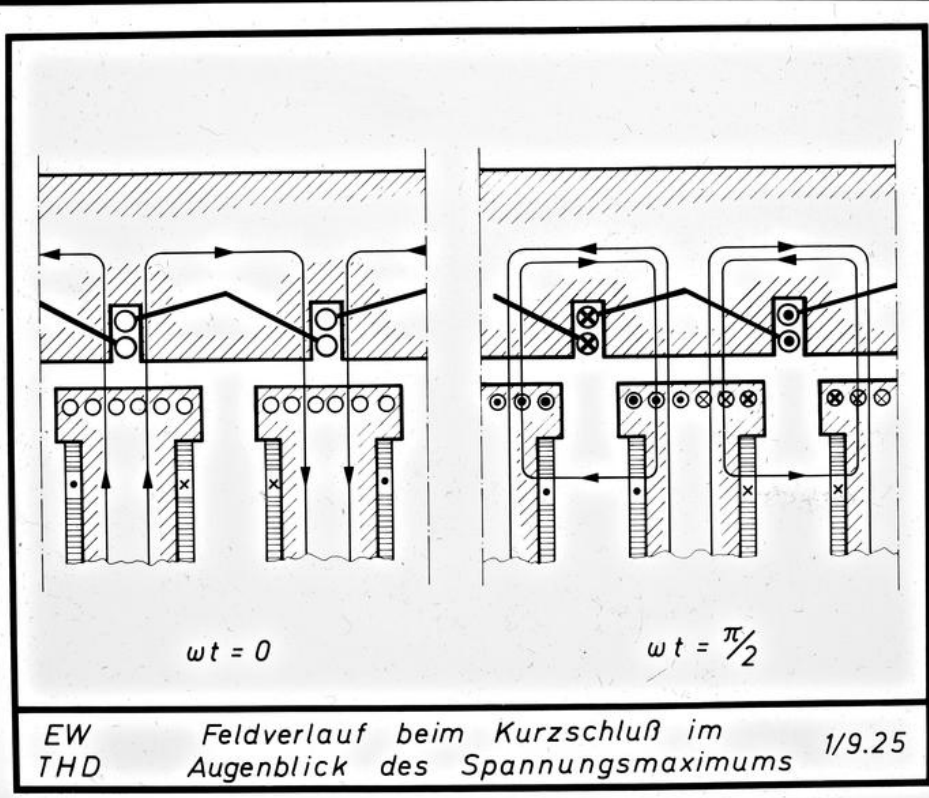 ωt = 0
ωt = π/2
EW
THD
Feldverlauf beim Kurzschluß im
Augenblick des Spannungsmaximums
1/9.25